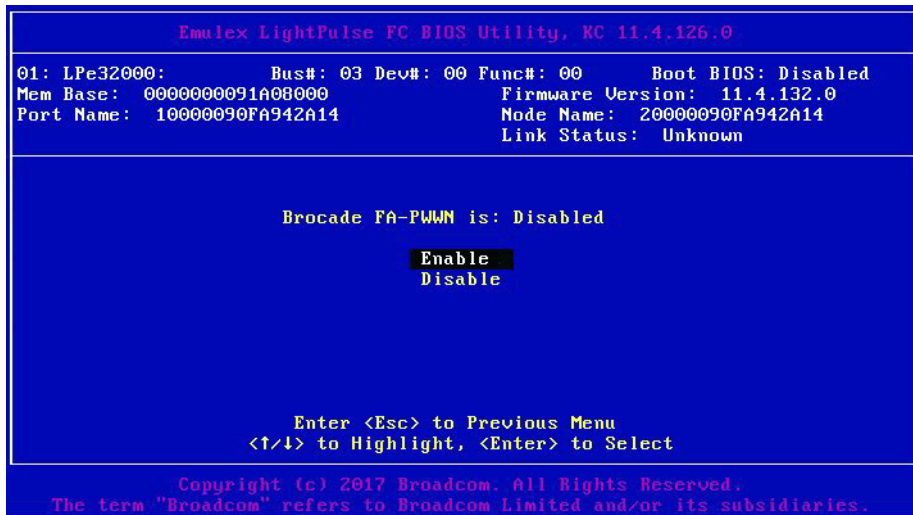 Emulex LightPulse FC BIOS Utility, KC 11.4.126.0
01: LPe32000: Bus#: 03 Dev#: 00 Func#: 00 Boot BIOS: Disabled
Mem Base: 0000000091A08000 Firmware Version: 11.4.132.0
Port Name: 10000090FA942A14 Node Name: 20000090FA942A14
Link Status: Unknown
Brocade FA-PWWN is: Disabled
Enable
Disable
Enter <Esc> to Previous Menu
<↑/↓> to Highlight, <Enter> to Select
Copyright (c) 2017 Broadcom. All Rights Reserved.
The term "Broadcom" refers to Broadcom Limited and/or its subsidiaries.